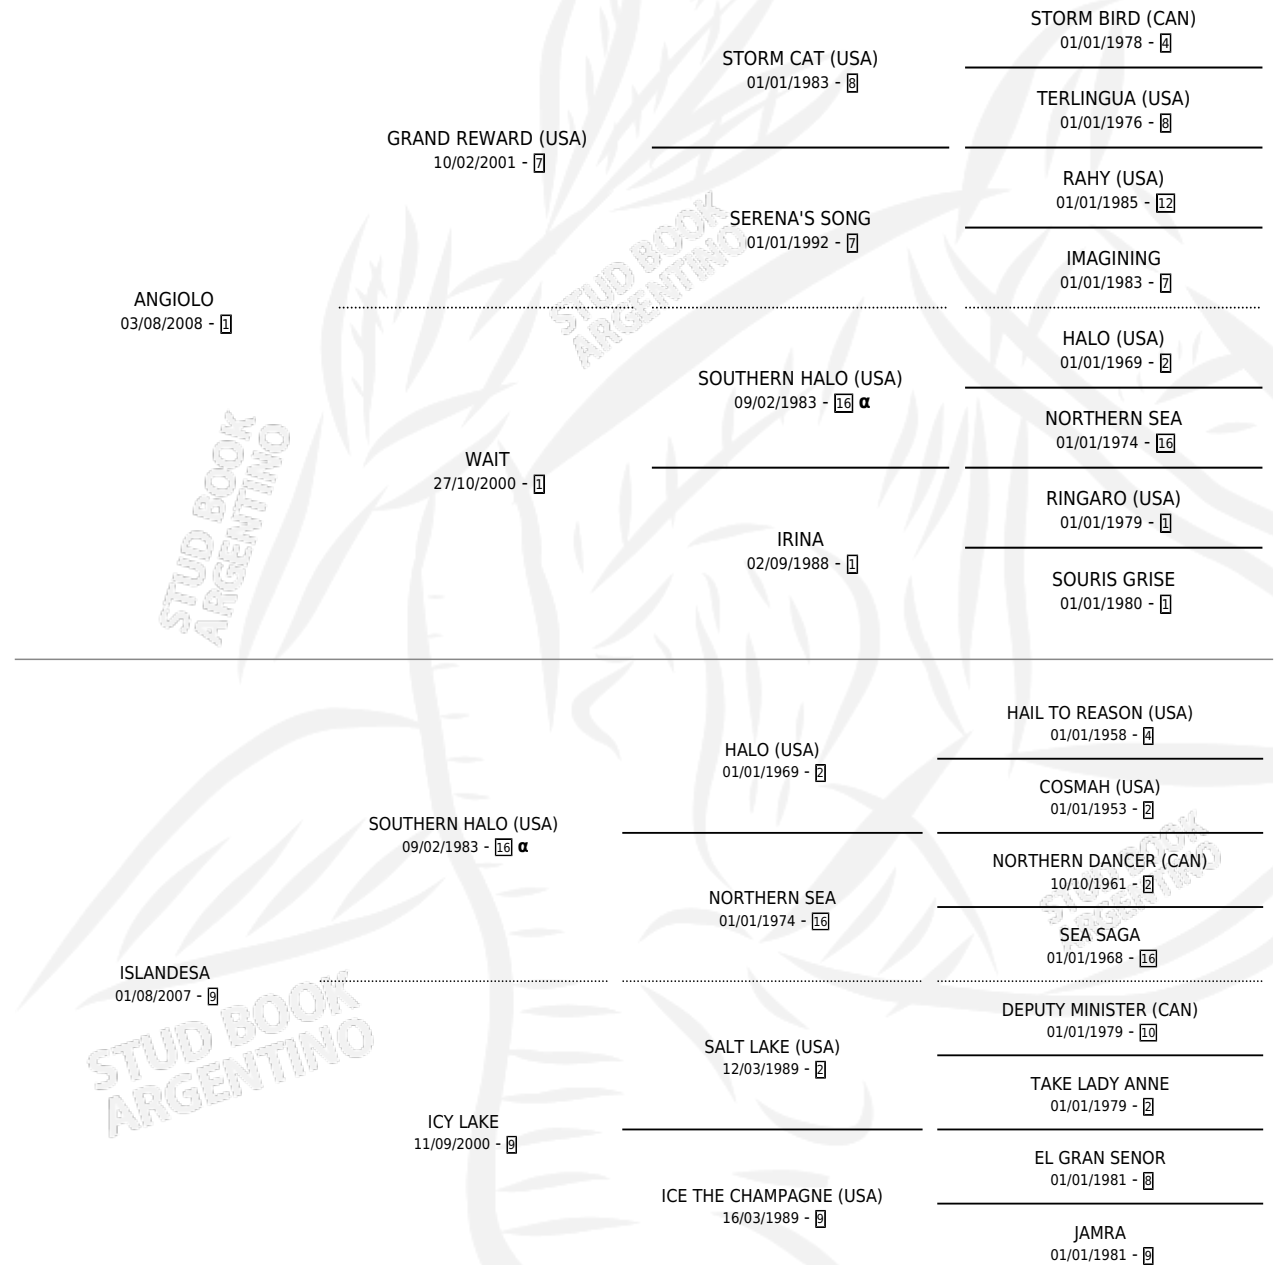 STORM BIRD (CAN)
01/01/1978 - 4
STORM CAT (USA)
01/01/1983 - 8
TERLINGUA (USA)
01/01/1976 - 8
GRAND REWARD (USA)
10/02/2001 - 7
RAHY (USA)
01/01/1985 - 12
SERENA'S SONG
01/01/1992 - 7
IMAGINING
01/01/1983 - 7
STUD BOOK
ARGENTINO
ANGIOLO
03/08/2008 - 1
HALO (USA)
01/01/1969 - 2
SOUTHERN HALO (USA)
09/02/1983 - 16 α
NORTHERN SEA
01/01/1974 - 16
WAIT
27/10/2000 - 1
RINGARO (USA)
01/01/1979 - 1
IRINA
02/09/1988 - 1
SOURIS GRISE
01/01/1980 - 1
STUD BOOK
ARGENTINO
HAIL TO REASON (USA)
01/01/1958 - 4
HALO (USA)
01/01/1969 - 2
COSMAH (USA)
01/01/1953 - 2
SOUTHERN HALO (USA)
09/02/1983 - 16 α
NORTHERN DANCER (CAN)
10/10/1961 - 2
STUD BOOK
ARGENTINO
NORTHERN SEA
01/01/1974 - 16
SEA SAGA
01/01/1968 - 16
ISLANDESA
01/08/2007 - 9
STUD BOOK
ARGENTINO
DEPUTY MINISTER (CAN)
01/01/1979 - 10
SALT LAKE (USA)
12/03/1989 - 2
TAKE LADY ANNE
01/01/1979 - 2
ICY LAKE
11/09/2000 - 9
EL GRAN SENOR
01/01/1981 - 8
ICE THE CHAMPAGNE (USA)
16/03/1989 - 9
JAMRA
01/01/1981 - 9